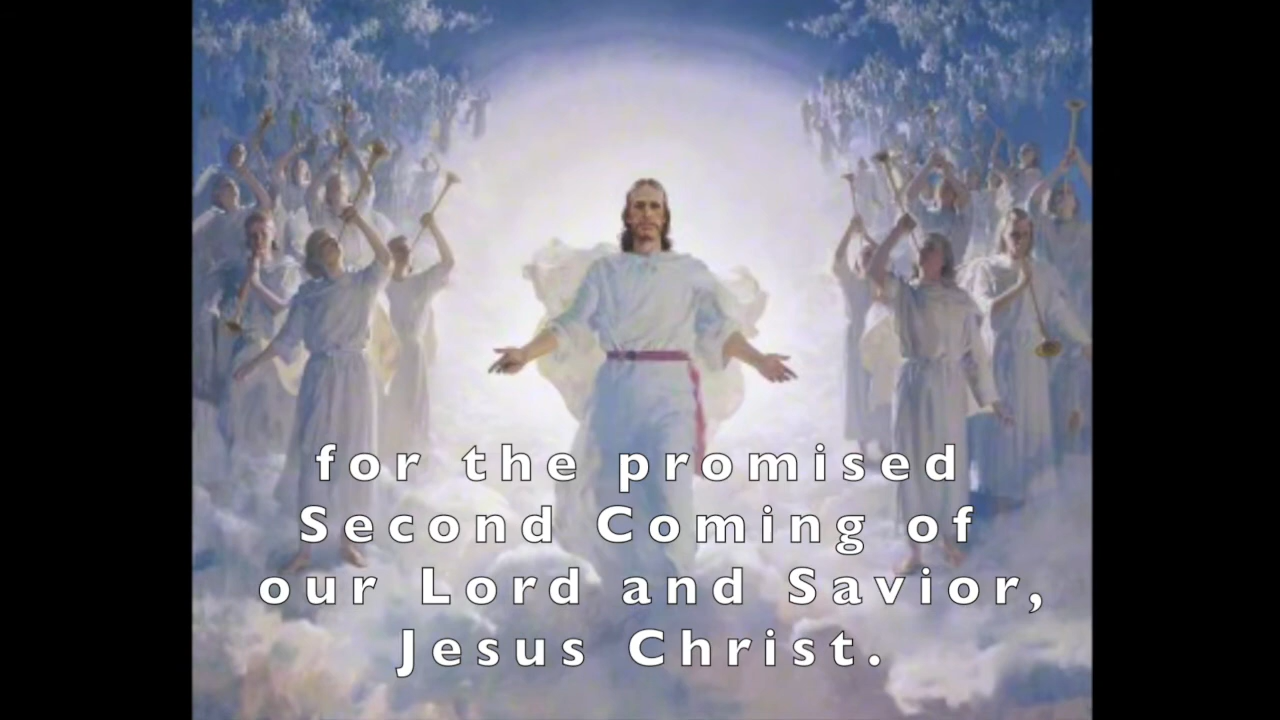 for the promised
Second Coming of
our Lord and Savior,
Jesus Christ.